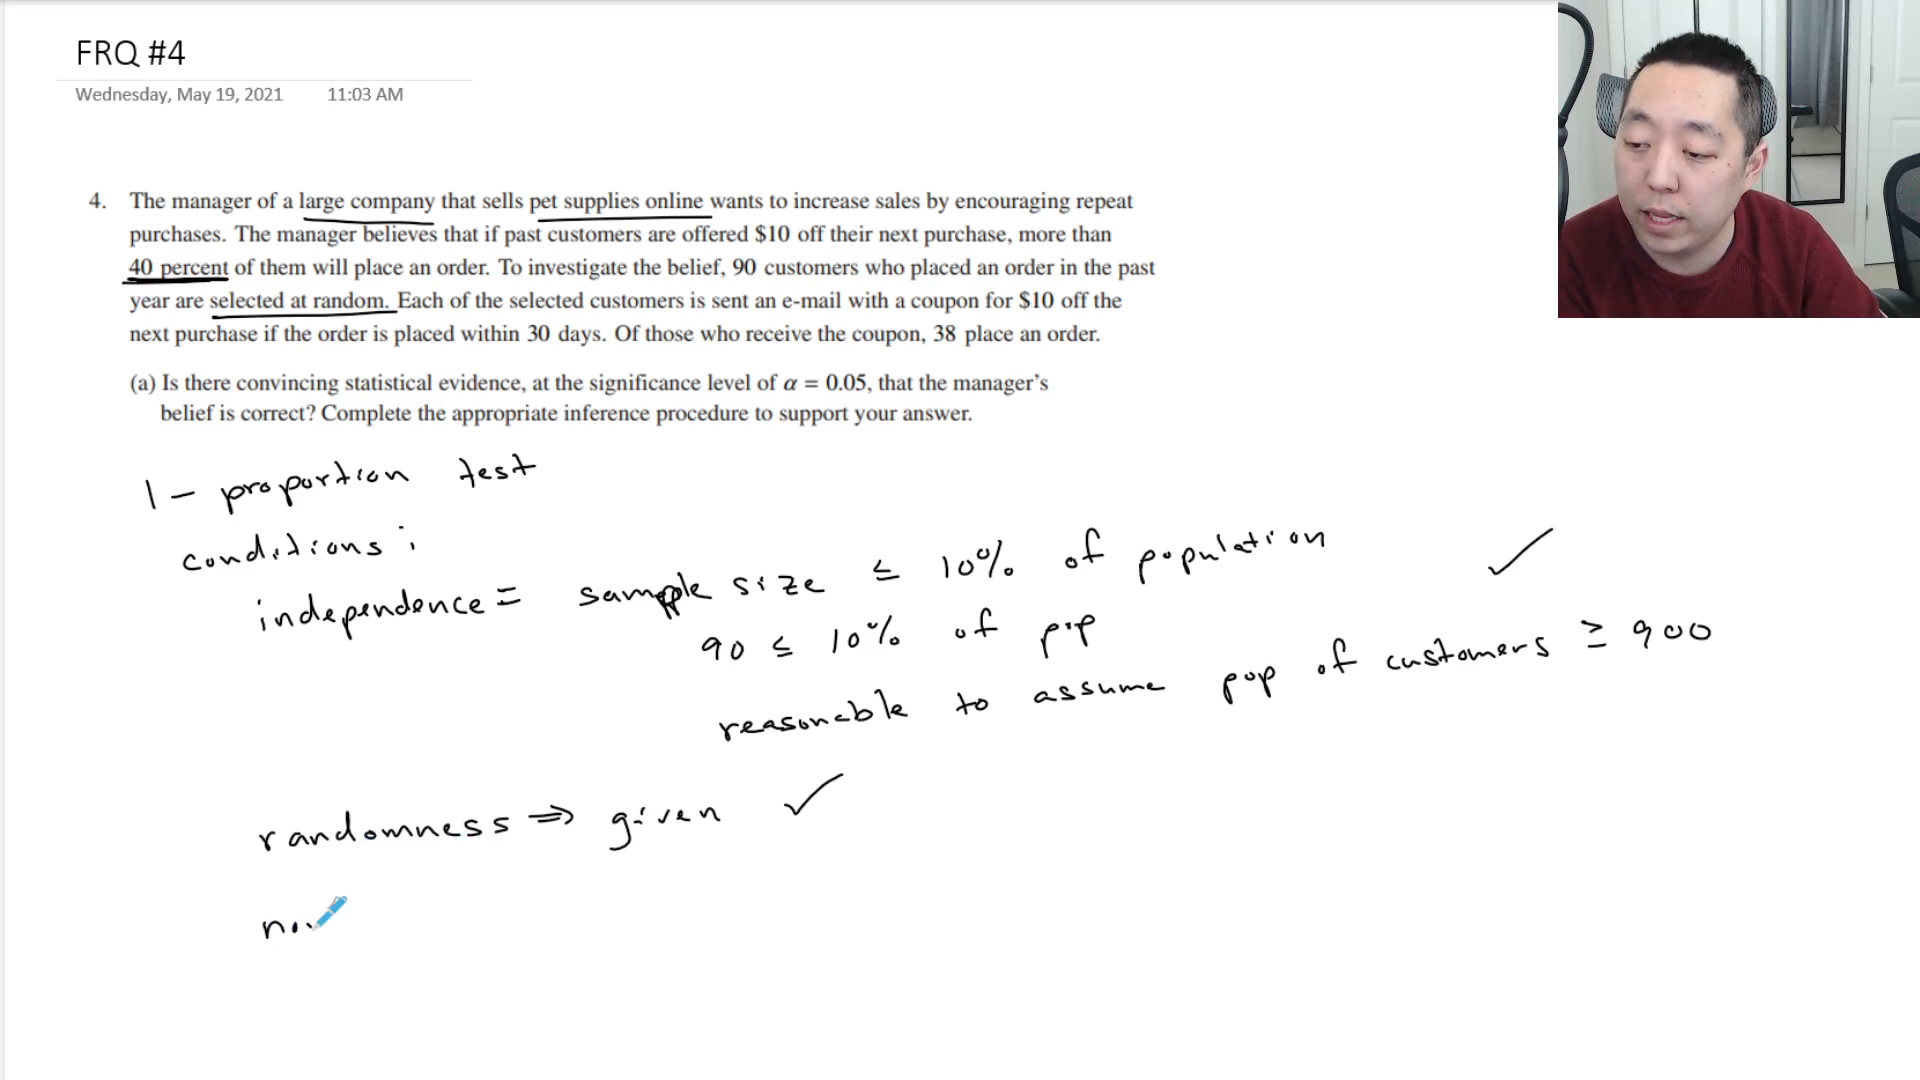 FRQ #4
Wednesday, May 19, 2021 11:03 AM
4. The manager of a large company that sells pet supplies online wants to increase sales by encouraging repeat
purchases. The manager believes that if past customers are offered $10 off their next purchase, more than
40 percent of them will place an order. To investigate the belief, 90 customers who placed an order in the past
year are selected at random. Each of the selected customers is sent an e-mail with a coupon for $10 off the
next purchase if the order is placed within 30 days. Of those who receive the coupon, 38 place an order.
(a) Is there convincing statistical evidence, at the significance level of α = 0.05, that the manager's
belief is correct? Complete the appropriate inference procedure to support your answer.
1 - proportion test
conditions:
independence = sample size ≤ 10% of population ✓
90 ≤ 10% of pop
reasonable to assume pop of customers ≥ 900
randomness ⇒ given ✓